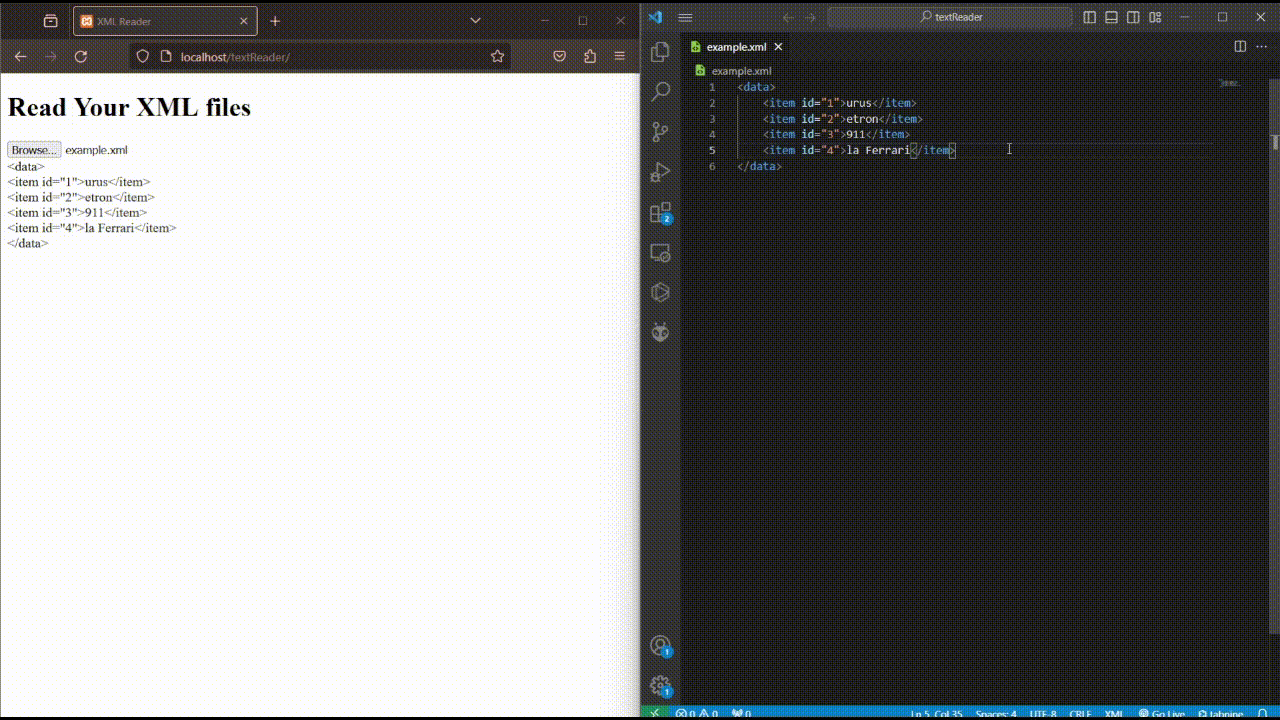 XML Reader
localhost/textReader/
Read Your XML files
Browse... example.xml
<data>
<item id="1">urus</item>
<item id="2">etron</item>
<item id="3">911</item>
<item id="4">la Ferrari</item>
</data>
textReader
example.xml
example.xml
1 <data>
2 <item id="1">urus</item>
3 <item id="2">etron</item>
4 <item id="3">911</item>
5 <item id="4">la Ferrari</item>
6 </data>
2
1
1
0 0 0
Ln 5, Col 35 Spaces: 4 UTF-8 CRLF XML Go Live tabnine